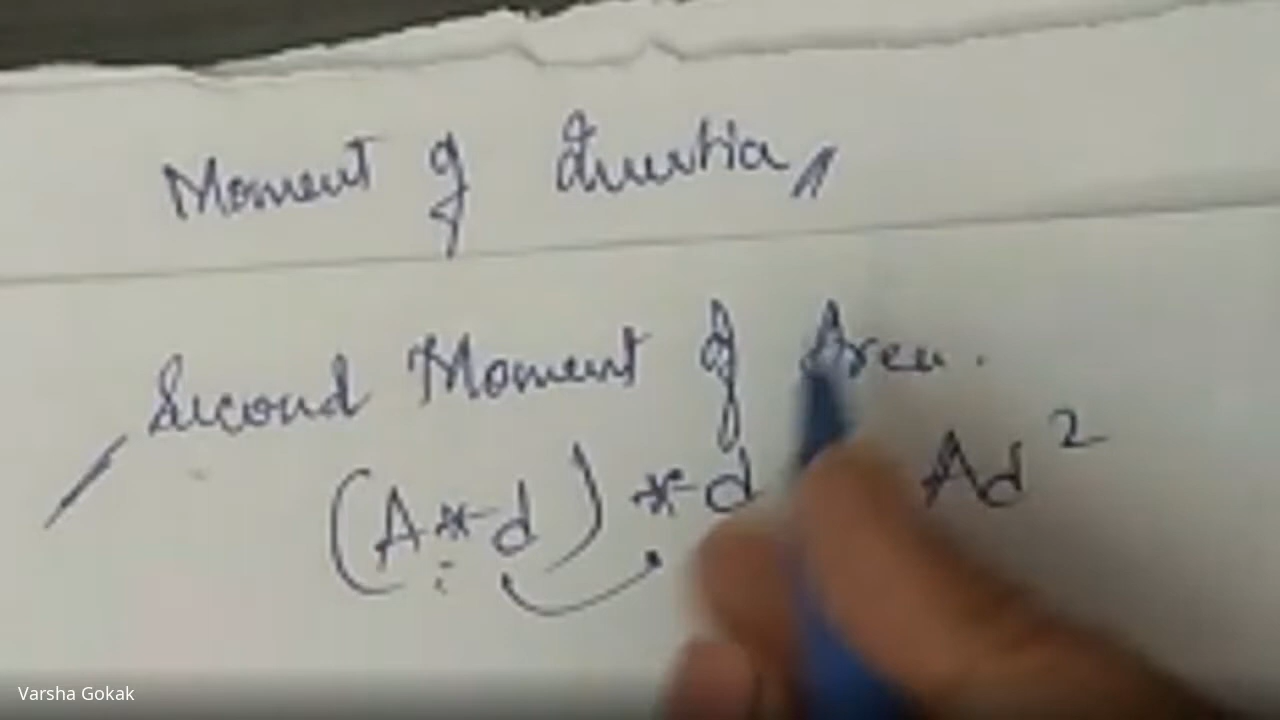 Moment of Inertia,
Second Moment of Area.
(A * d) * d Ad²
Varsha Gokak